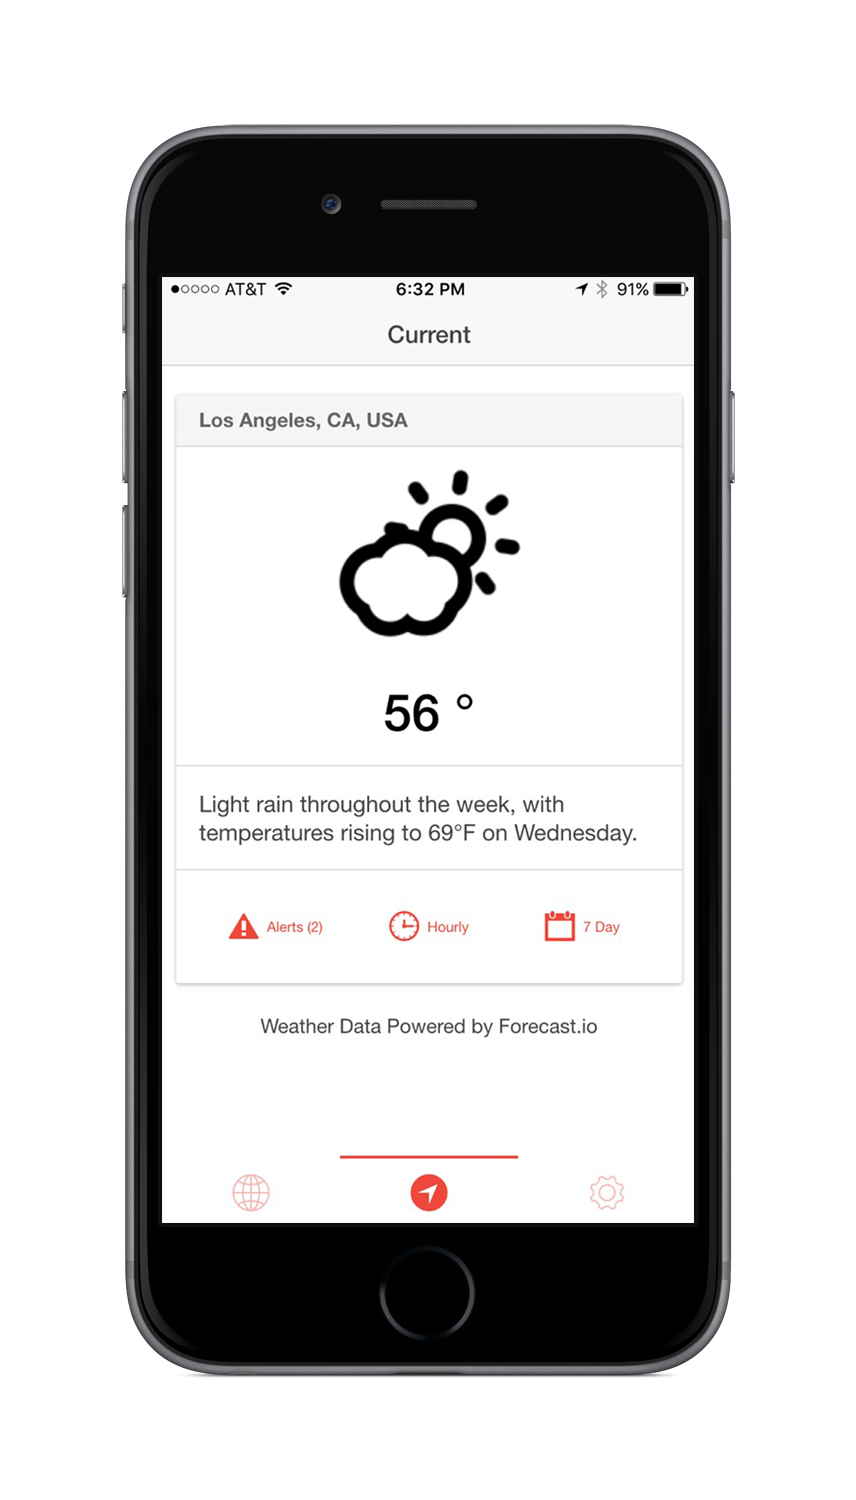 AT&T 6:32 PM 91%
Current
Los Angeles, CA, USA
56 °
Light rain throughout the week, with
temperatures rising to 69°F on Wednesday.
Alerts (2) Hourly 7 Day
Weather Data Powered by Forecast.io